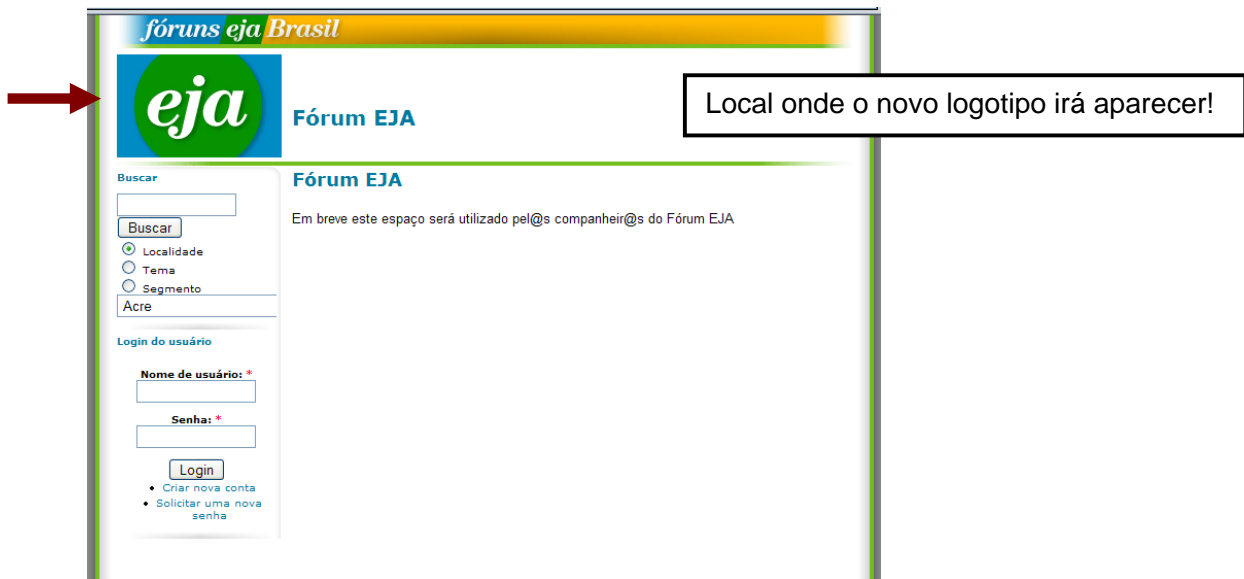 fóruns eja Brasil
eja
Fórum EJA
Local onde o novo logotipo irá aparecer!
Buscar
Buscar
Localidade
Tema
Segmento
Acre
Login do usuário
Nome de usuário: *
Senha: *
Login
Criar nova conta
Solicitar uma nova
senha
Fórum EJA
Em breve este espaço será utilizado pel@s companheir@s do Fórum EJA